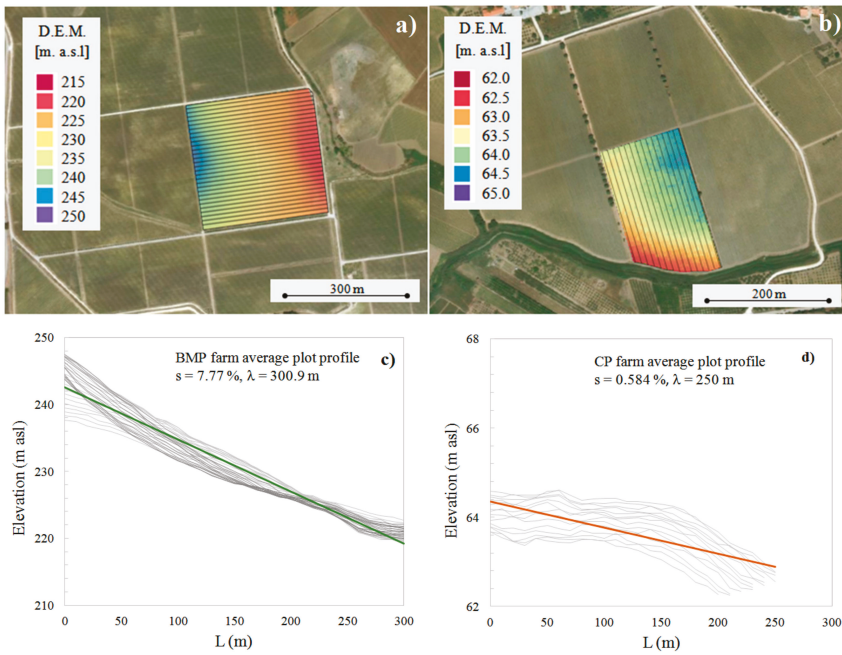 a)
D.E.M.
[m. a.s.l]
215
220
225
230
235
240
245
250
300 m
b)
D.E.M.
[m. a.s.l]
62.0
62.5
63.0
63.5
64.0
64.5
65.0
200 m
c)
BMP farm average plot profile
s = 7.77 %, λ = 300.9 m
Elevation (m asl)
250
240
230
220
210
0 50 100 150 200 250 300
L (m)
d)
CP farm average plot profile
s = 0.584 %, λ = 250 m
Elevation (m asl)
68
66
64
62
0 50 100 150 200 250 300
L (m)